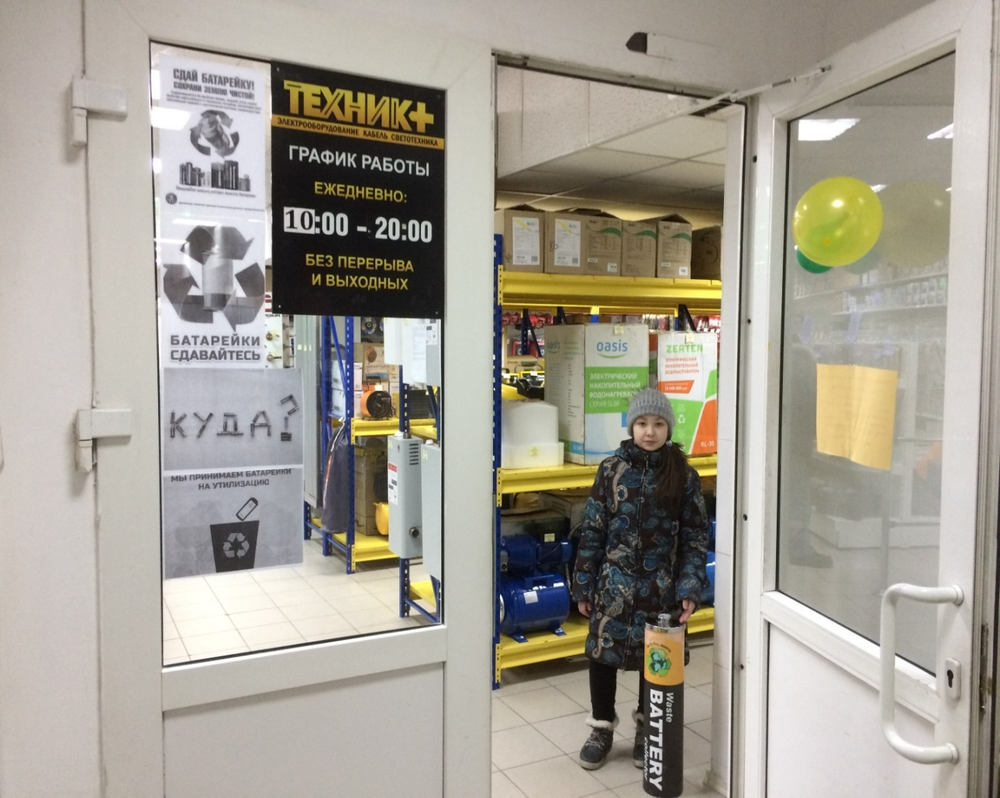 СДАЙ БАТАРЕЙКУ!
СОХРАНИ ЗЕМЛЮ ЧИСТОЙ!
БАТАРЕЙКИ
СДАВАЙТЕСЬ
КУДА?
МЫ ПРИНИМАЕМ БАТАРЕЙКИ
НА УТИЛИЗАЦИЮ
ТЕХНИК+
ЭЛЕКТРООБОРУДОВАНИЕ КАБЕЛЬ СВЕТОТЕХНИКА
ГРАФИК РАБОТЫ
ЕЖЕДНЕВНО:
10:00 - 20:00
БЕЗ ПЕРЕРЫВА
И ВЫХОДНЫХ
oasis
ЭЛЕКТРИЧЕСКИЙ
НАКОПИТЕЛЬНЫЙ
ВОДОНАГРЕВАТЕЛЬ
СЕРИЯ SLIM
ZERTEN
ЭЛЕКТРИЧЕСКИЙ
НАКОПИТЕЛЬНЫЙ
ВОДОНАГРЕВАТЕЛЬ
RL-30
Waste
BATTERY
collector